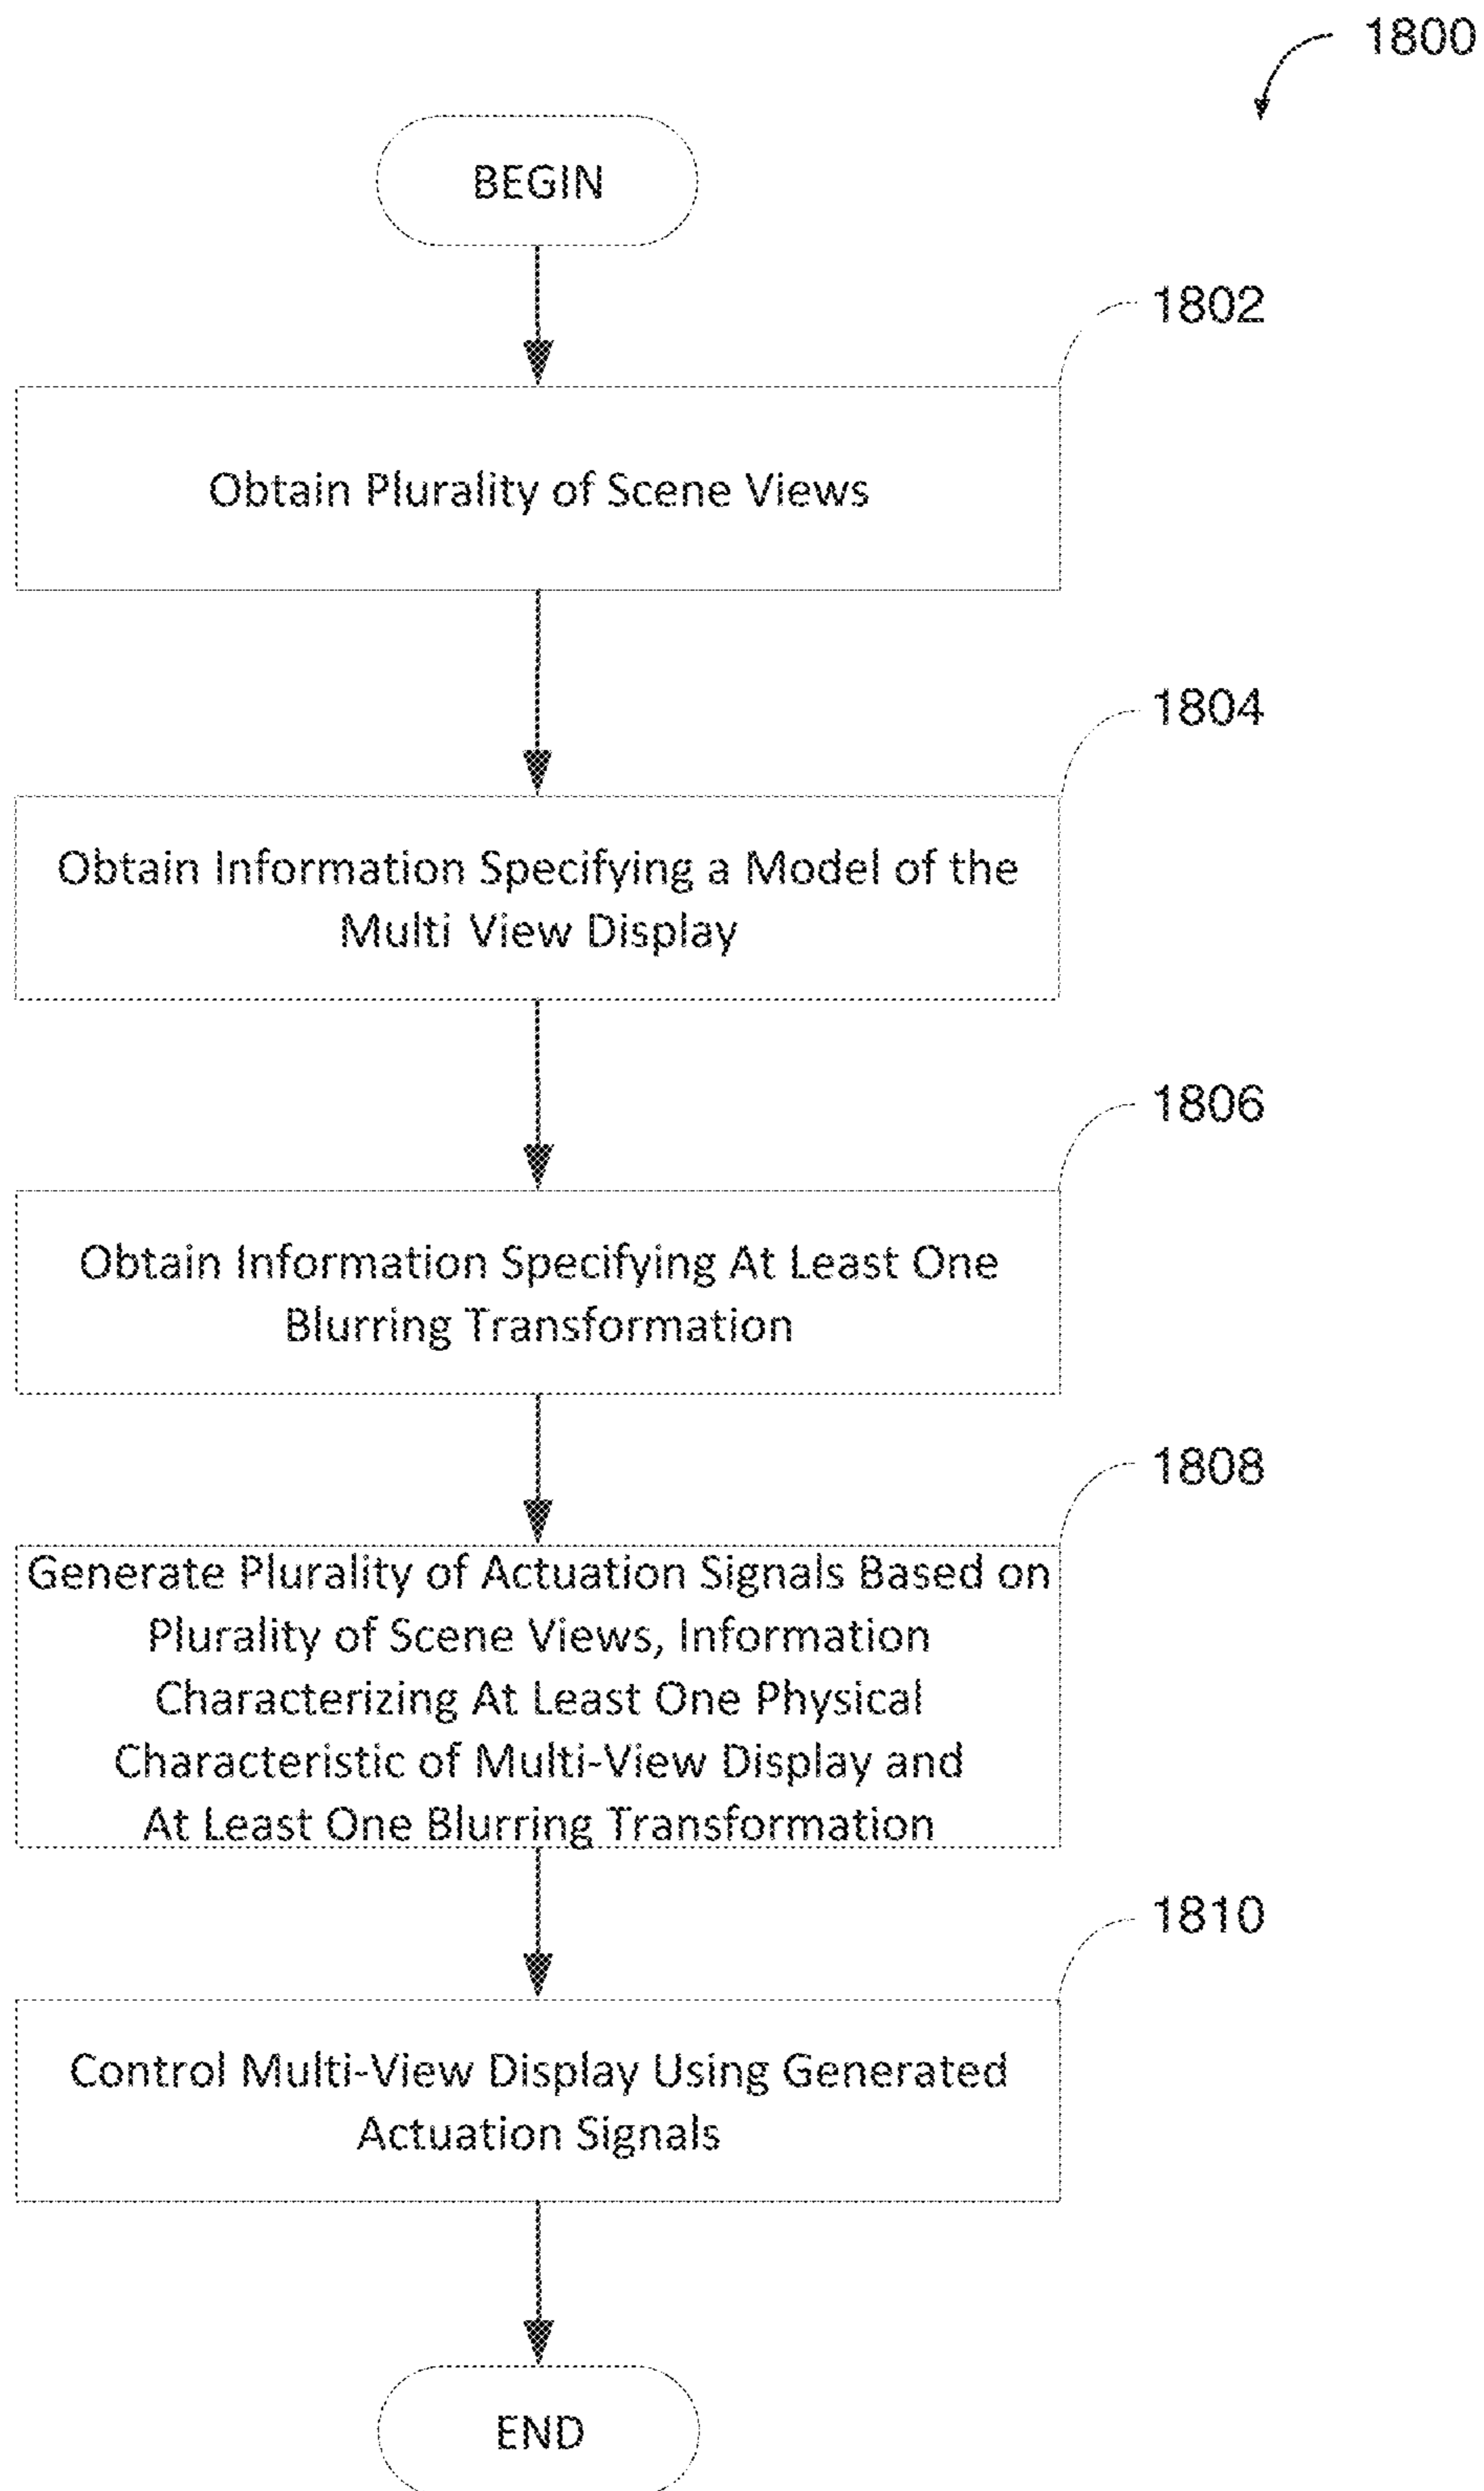 1800
BEGIN
1802
Obtain Plurality of Scene Views
1804
Obtain Information Specifying a Model of the
Multi View Display
1806
Obtain Information Specifying At Least One
Blurring Transformation
1808
Generate Plurality of Actuation Signals Based on
Plurality of Scene Views, Information
Characterizing At Least One Physical
Characteristic of Multi-View Display and
At Least One Blurring Transformation
1810
Control Multi-View Display Using Generated
Actuation Signals
END